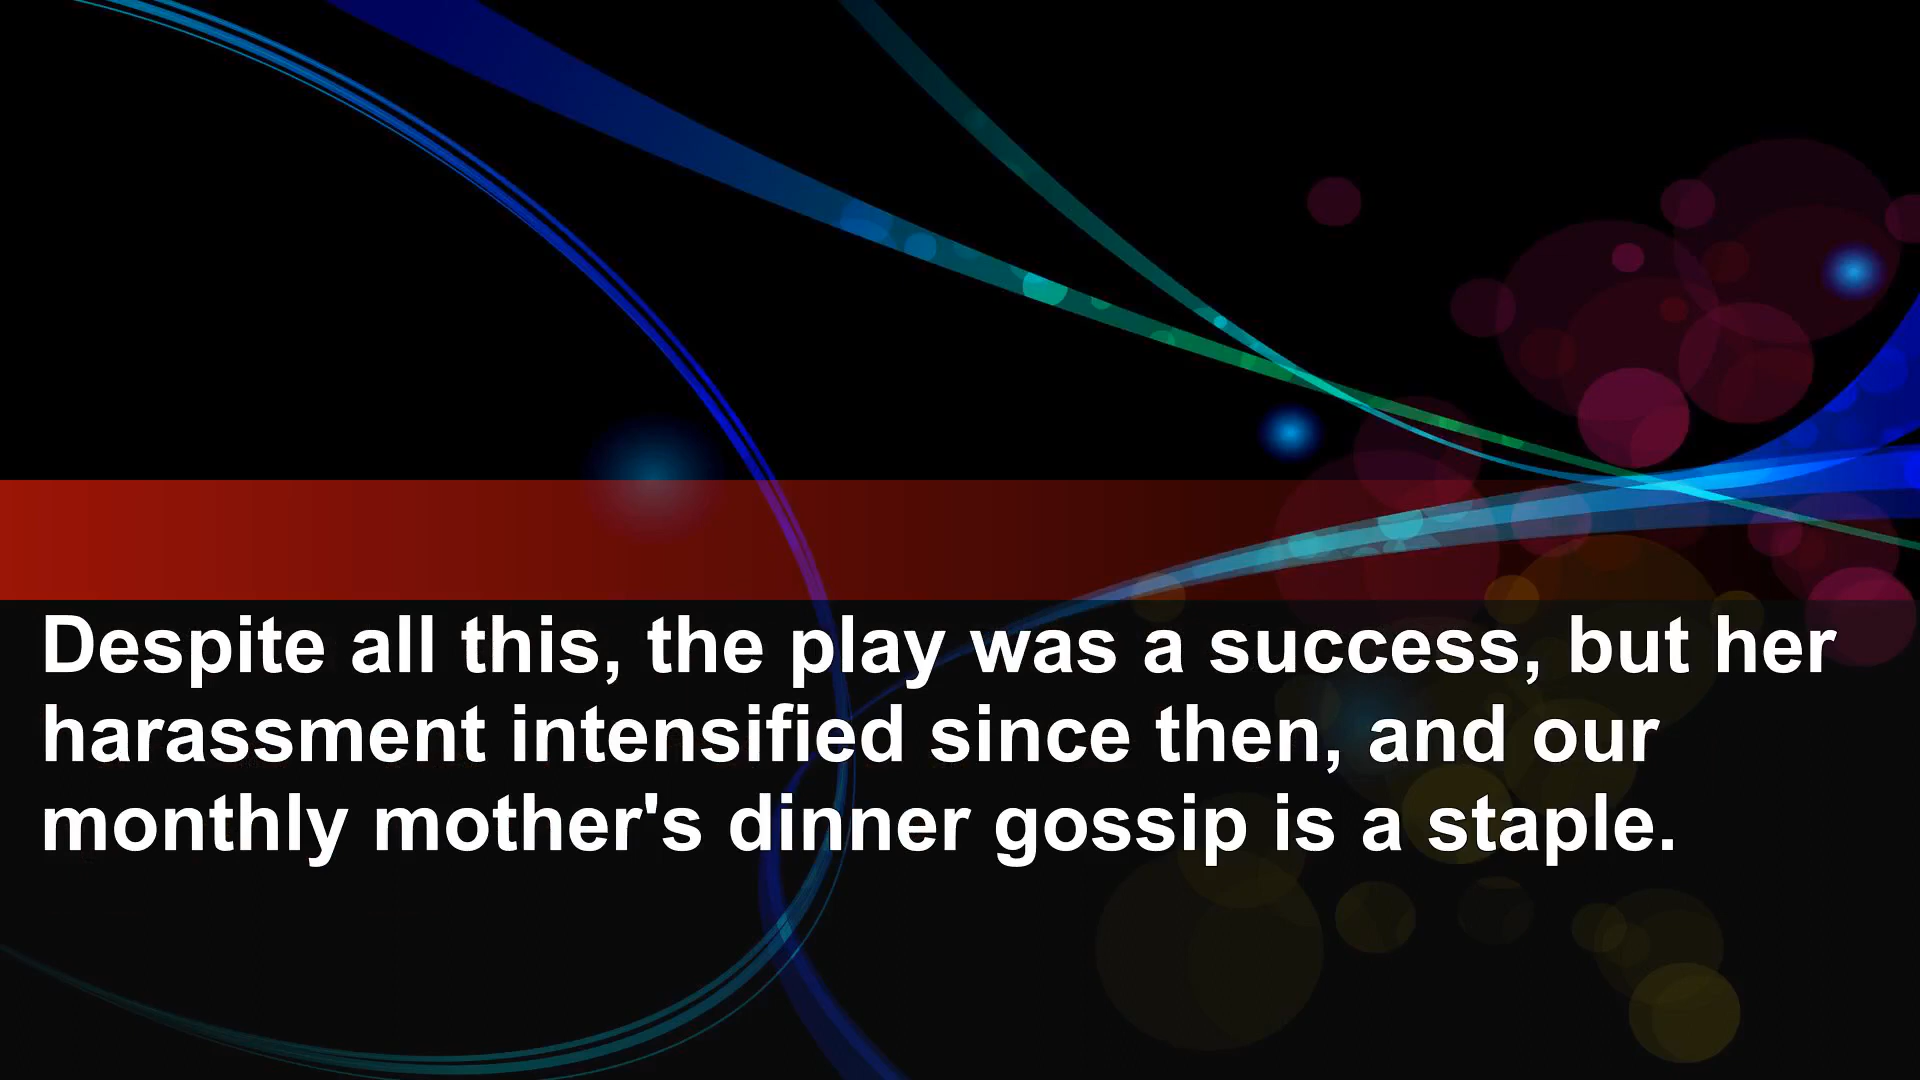 Despite all this, the play was a success, but her
harassment intensified since then, and our
monthly mother's dinner gossip is a staple.